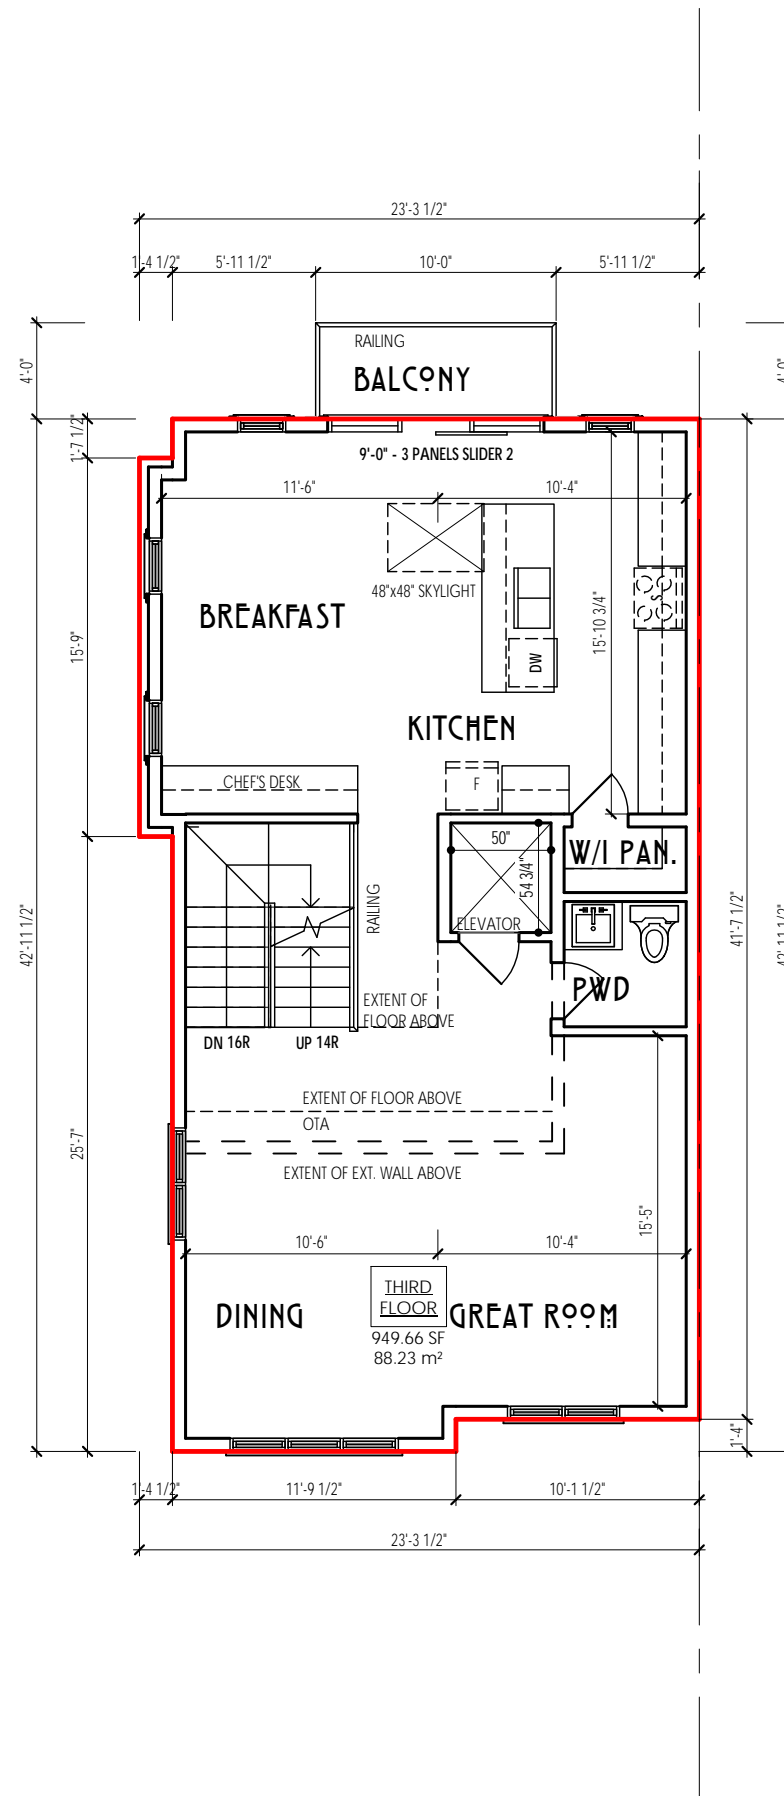 23'-3 1/2"
1'-4 1/2"
5'-11 1/2"
10'-0"
5'-11 1/2"
4'-0"
4'-0"
RAILING
BALCONY
1'-7 1/2"
9'-0" - 3 PANELS SLIDER 2
11'-6"
10'-4"
48"x48" SKYLIGHT
BREAKFAST
15'-10 3/4"
S
15'-9"
DW
KITCHEN
CHEF'S DESK
F
50"
W/I PAN.
54 3/4"
RAILING
ELEVATOR
42'-11 1/2"
41'-7 1/2"
42'-11 1/2"
PWD
EXTENT OF
FLOOR ABOVE
DN 16R
UP 14R
EXTENT OF FLOOR ABOVE
OTA
25'-7"
EXTENT OF EXT. WALL ABOVE
15'-5"
10'-6"
10'-4"
THIRD
FLOOR
DINING
GREAT ROOM
949.66 SF
88.23 m²
1'-4"
1'-4 1/2"
11'-9 1/2"
10'-1 1/2"
23'-3 1/2"